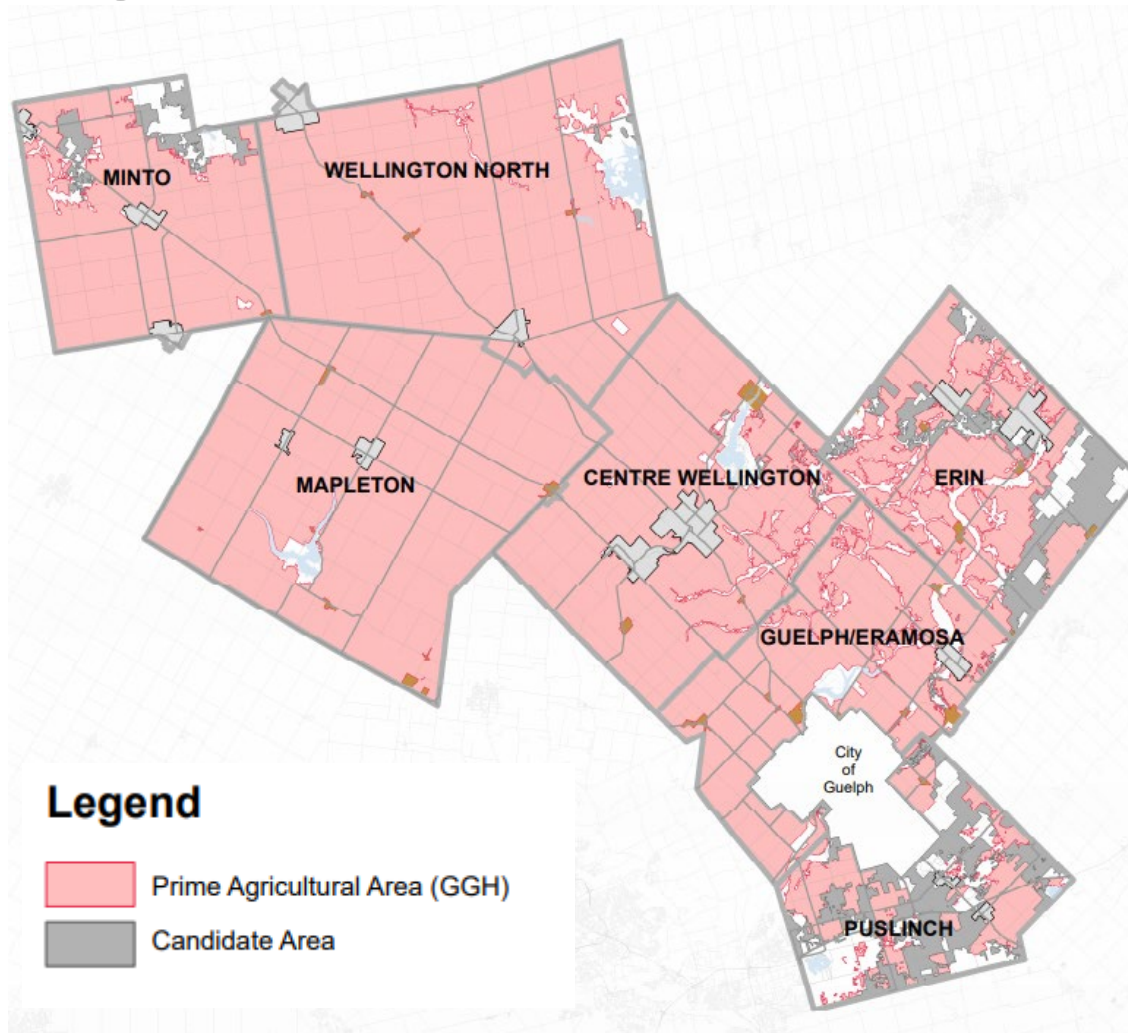 WELLINGTON NORTH
MINTO
MAPLETON
CENTRE WELLINGTON
ERIN
GUELPH/ERAMOSA
City
of
Guelph
PUSLINCH
Legend
Prime Agricultural Area (GGH)
Candidate Area